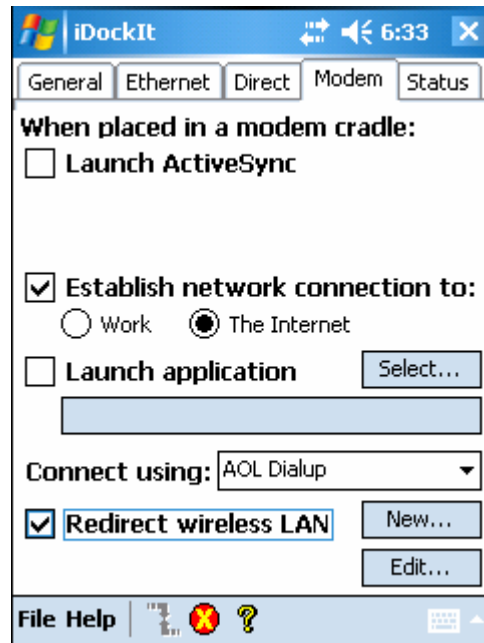 iDockIt 6:33
General Ethernet Direct Modem Status
When placed in a modem cradle:
Launch ActiveSync
Establish network connection to:
Work The Internet
Launch application Select...
Connect using: AOL Dialup
Redirect wireless LAN New...
Edit...
File Help